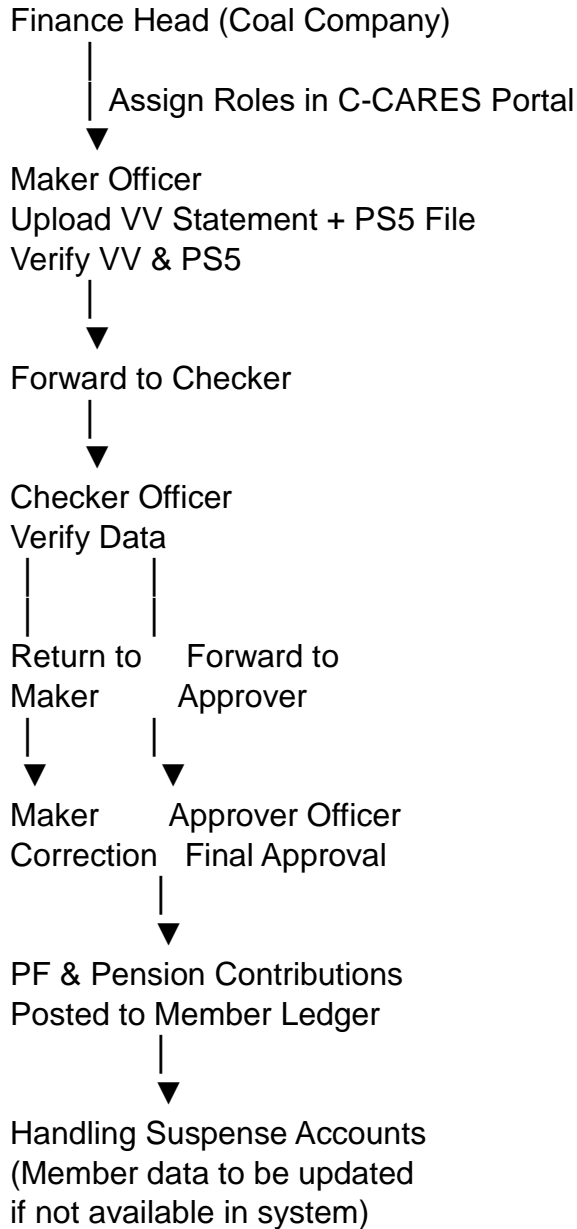 Finance Head (Coal Company)
Assign Roles in C-CARES Portal
Maker Officer
Upload VV Statement + PS5 File
Verify VV & PS5
Forward to Checker
Checker Officer
Verify Data
Return to Forward to
Maker Approver
Maker Approver Officer
Correction Final Approval
PF & Pension Contributions
Posted to Member Ledger
Handling Suspense Accounts
(Member data to be updated
if not available in system)